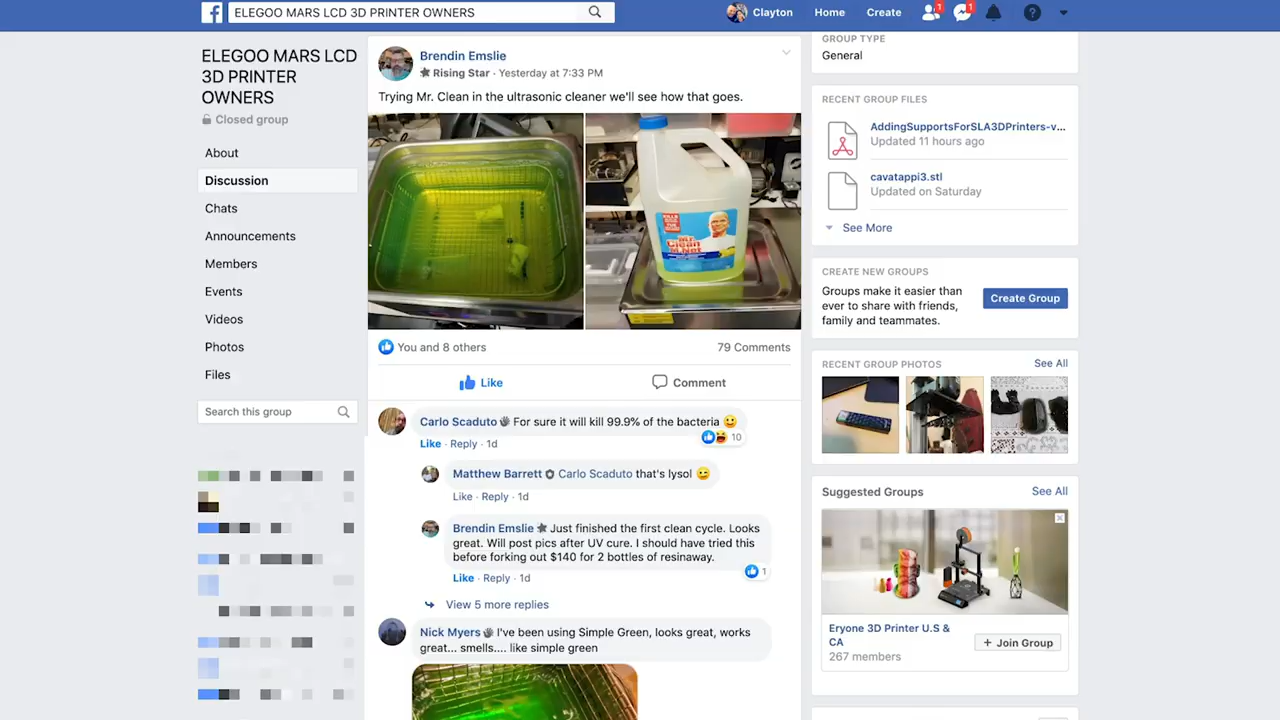 ELEGOO MARS LCD 3D PRINTER OWNERS
Clayton
Home
Create
1
1
ELEGOO MARS LCD
3D PRINTER
OWNERS
Closed group
About
Discussion
Chats
Announcements
Members
Events
Videos
Photos
Files
Search this group
Brendin Emslie
Rising Star · Yesterday at 7:33 PM
Trying Mr. Clean in the ultrasonic cleaner we'll see how that goes.
Mr.
Clean
You and 8 others
79 Comments
Like
Comment
Carlo Scaduto For sure it will kill 99.9% of the bacteria
10
Like · Reply · 1d
Matthew Barrett Carlo Scaduto that's lysol
Like · Reply · 1d
Brendin Emslie Just finished the first clean cycle. Looks
great. Will post pics after UV cure. I should have tried this
before forking out $140 for 2 bottles of resinaway.
1
Like · Reply · 1d
View 5 more replies
Nick Myers I've been using Simple Green, looks great, works
great... smells.... like simple green
GROUP TYPE
General
RECENT GROUP FILES
AddingSupportsForSLA3DPrinters-v...
Updated 11 hours ago
cavatappi3.stl
Updated on Saturday
See More
CREATE NEW GROUPS
Groups make it easier than
ever to share with friends,
family and teammates.
Create Group
RECENT GROUP PHOTOS
See All
Suggested Groups
See All
Eryone 3D Printer U.S &
CA
267 members
+ Join Group